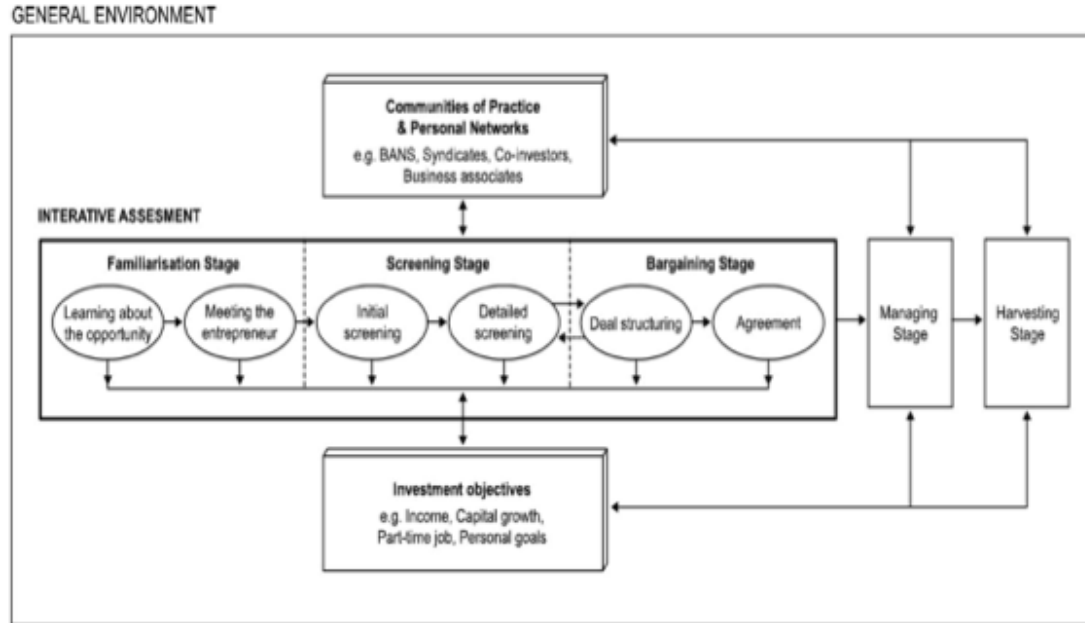 GENERAL ENVIRONMENT
Communities of Practice
& Personal Networks
e.g. BANS, Syndicates, Co-investors,
Business associates
INTERATIVE ASSESMENT
Familiarisation Stage
Screening Stage
Bargaining Stage
Learning about
the opportunity
Meeting the
entrepreneur
Initial
screening
Detailed
screening
Deal structuring
Agreement
Managing
Stage
Harvesting
Stage
Investment objectives
e.g. Income, Capital growth,
Part-time job, Personal goals